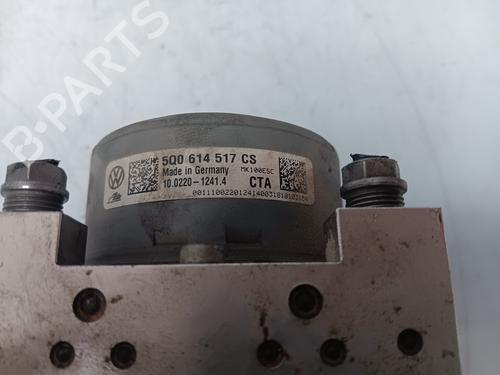 B-Parts
5Q0 614 517 CS
Made in Germany MK100ESC
10.0220-1241.4 CTA